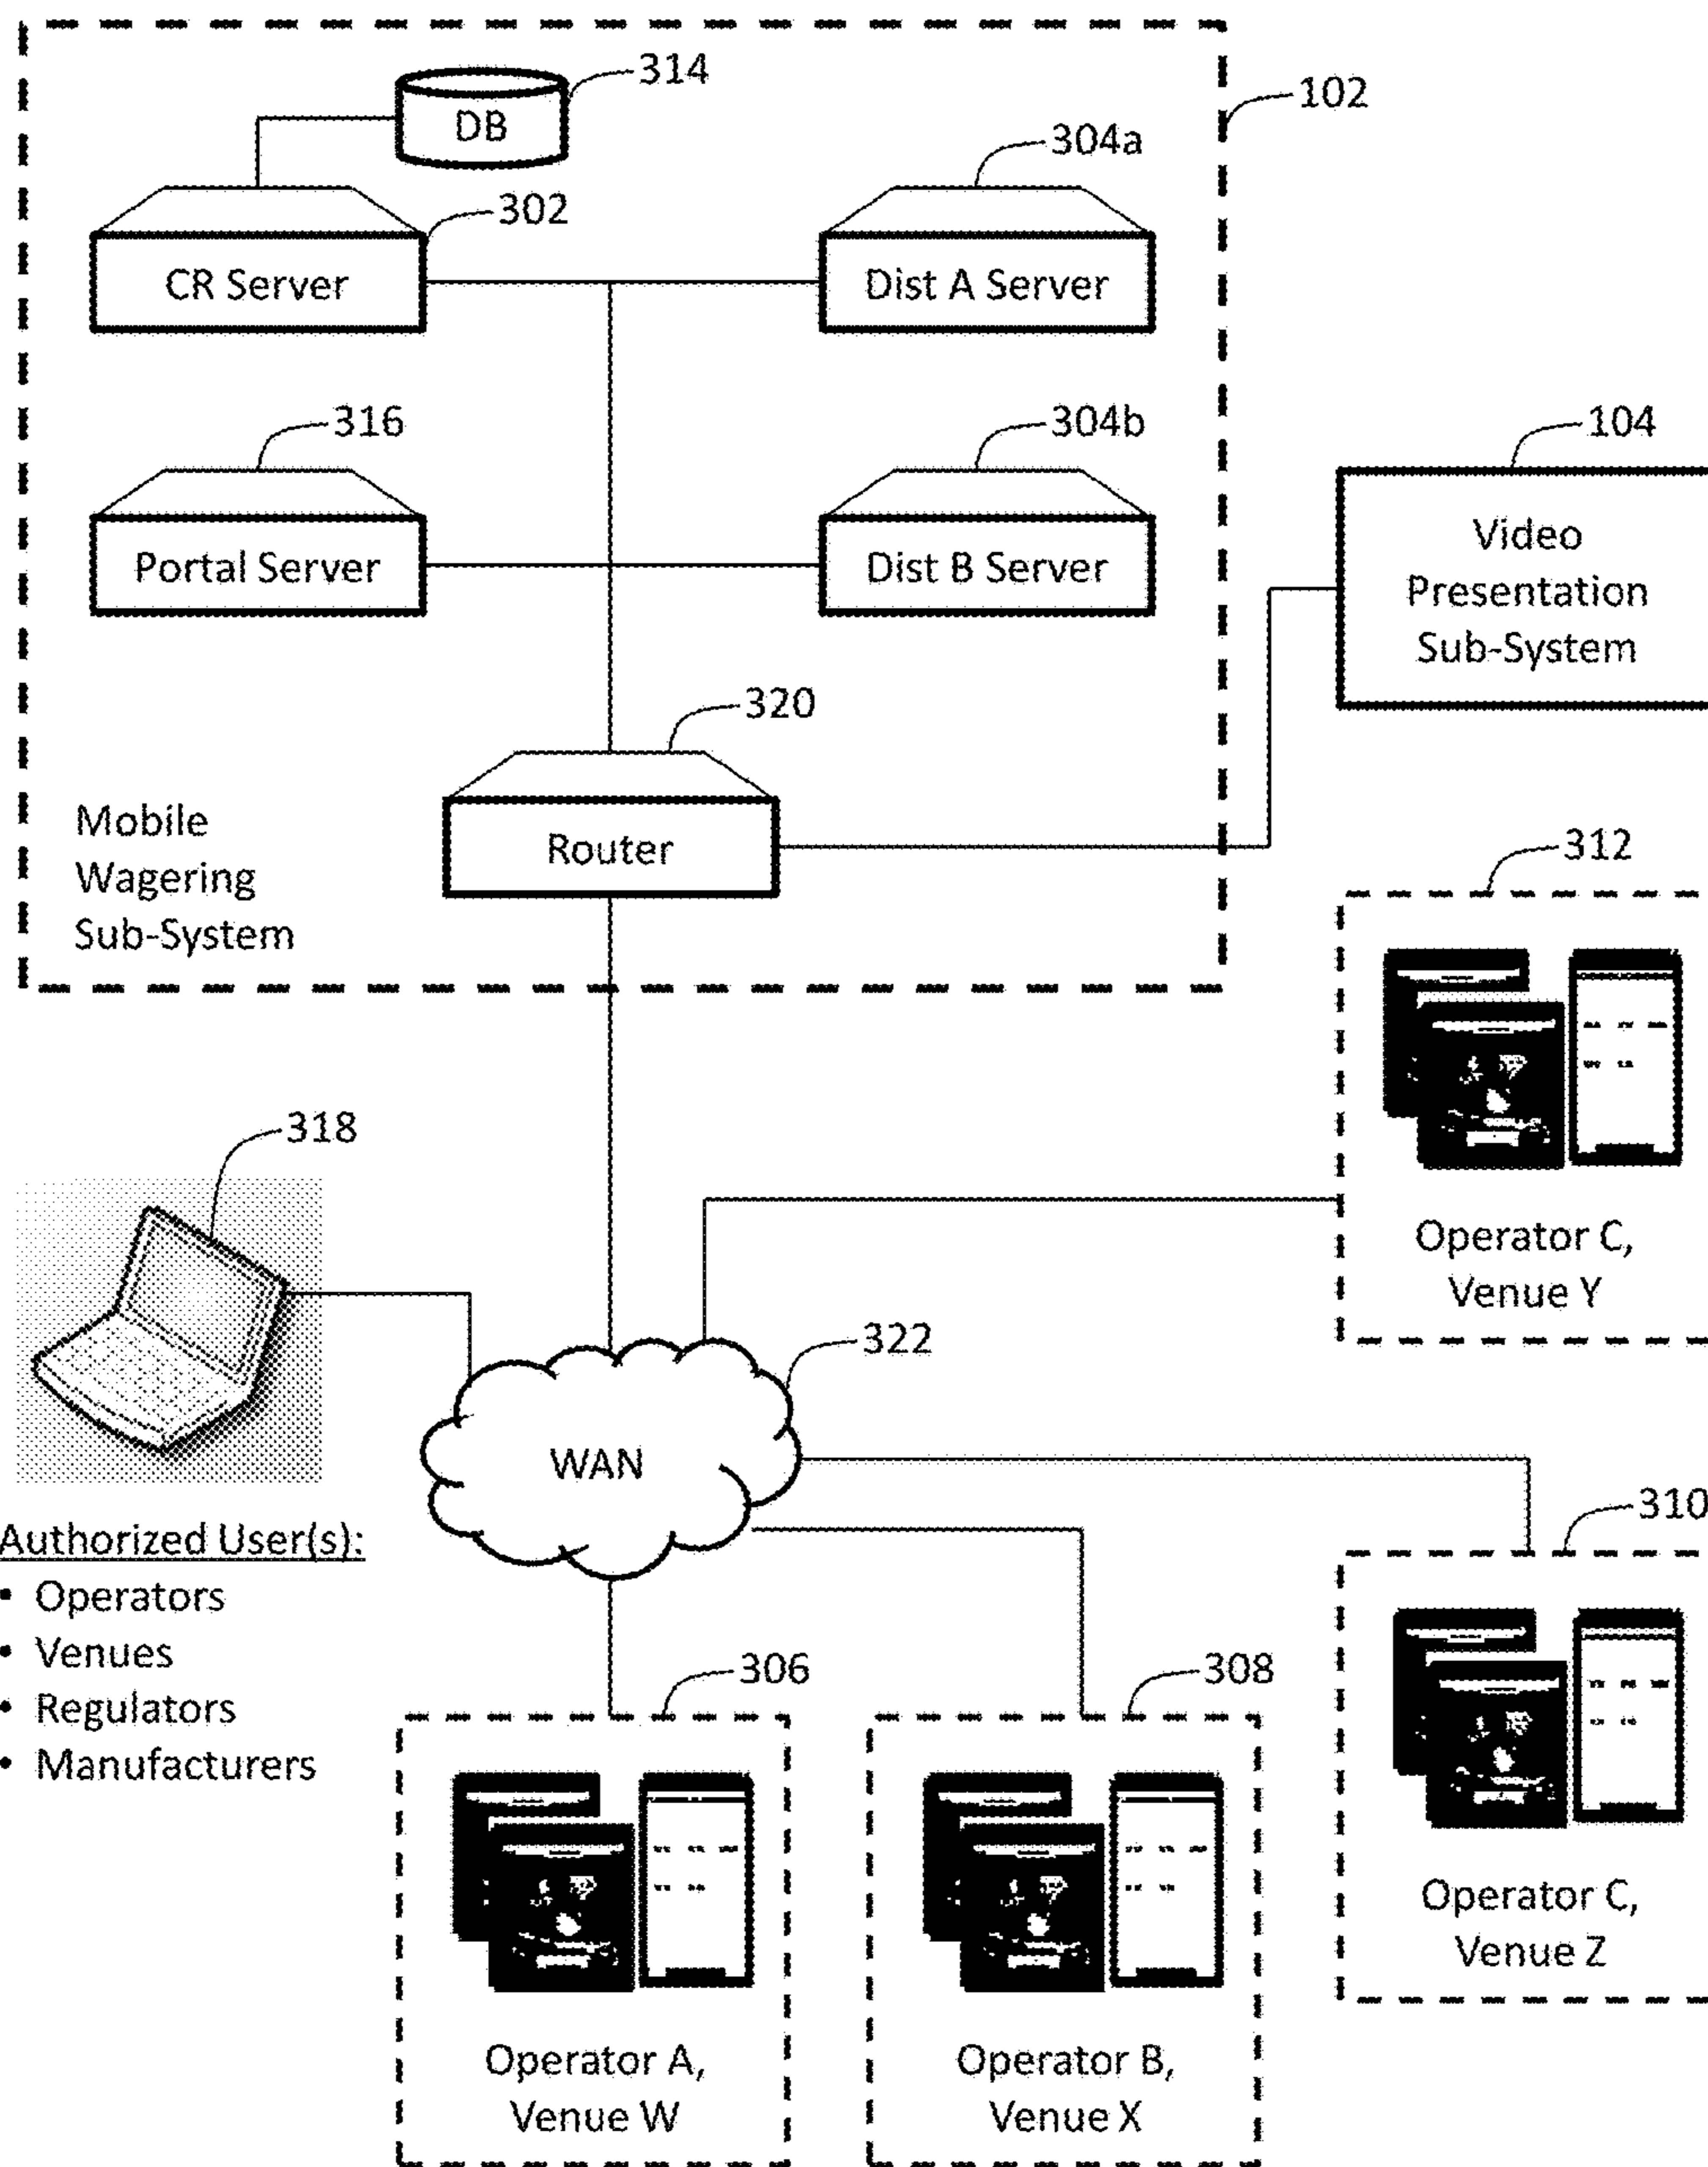 314
DB
102
304a
302
CR Server
Dist A Server
316
304b
104
Portal Server
Dist B Server
Video
Presentation
Sub-System
320
Router
Mobile
Wagering
Sub-System
312
Operator C,
Venue Y
318
322
WAN
310
Operator C,
Venue Z
Authorized User(s):
• Operators
• Venues
• Regulators
• Manufacturers
306
308
Operator A,
Venue W
Operator B,
Venue X